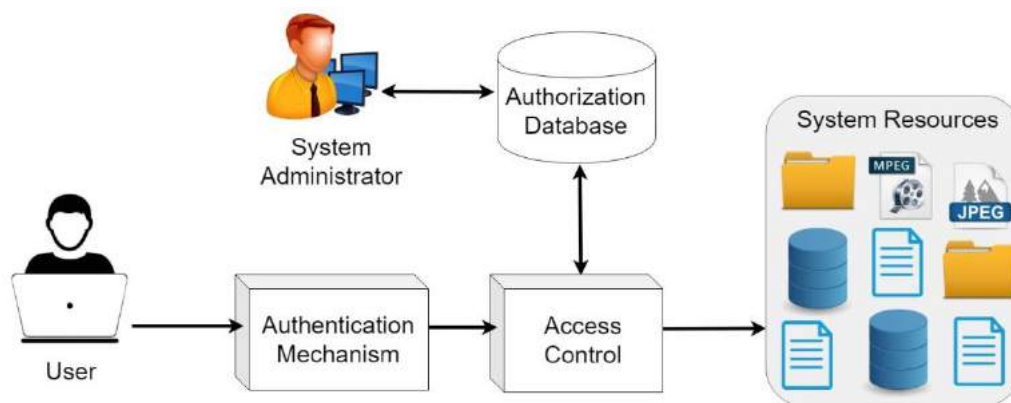 Authorization
Database
System
Administrator
System Resources
MPEG
JPEG
User
Authentication
Mechanism
Access
Control